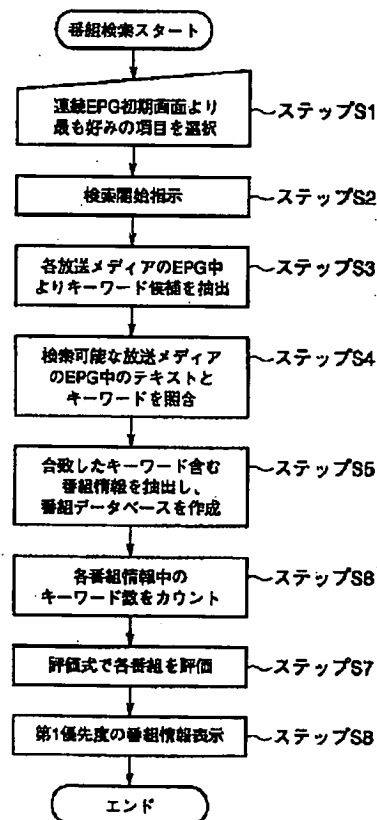 番組検索スタート
連続EPG初期画面より
最も好みの項目を選択
ステップS1
検索開始指示
ステップS2
各放送メディアのEPG中
よりキーワード候補を抽出
ステップS3
検索可能な放送メディア
のEPG中のテキストと
キーワードを照合
ステップS4
合致したキーワード含む
番組情報を抽出し、
番組データベースを作成
ステップS5
各番組情報中の
キーワード数をカウント
ステップS6
評価式で各番組を評価
ステップS7
第1優先度の番組情報表示
ステップS8
エンド